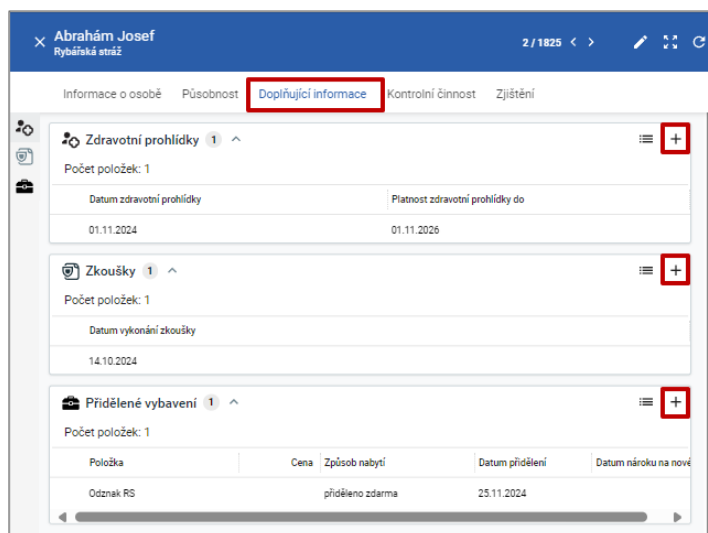 Abrahám Josef
Rybářská stráž
2 / 1825
Informace o osobě Působnost Doplňující informace Kontrolní činnost Zjištění
Zdravotní prohlídky 1
Počet položek: 1
Datum zdravotní prohlídky Platnost zdravotní prohlídky do
01.11.2024 01.11.2026
Zkoušky 1
Počet položek: 1
Datum vykonání zkoušky
14.10.2024
Přidělené vybavení 1
Počet položek: 1
Položka Cena Způsob nabytí Datum přidělení Datum nároku na nové
Odznak RS přiděleno zdarma 25.11.2024